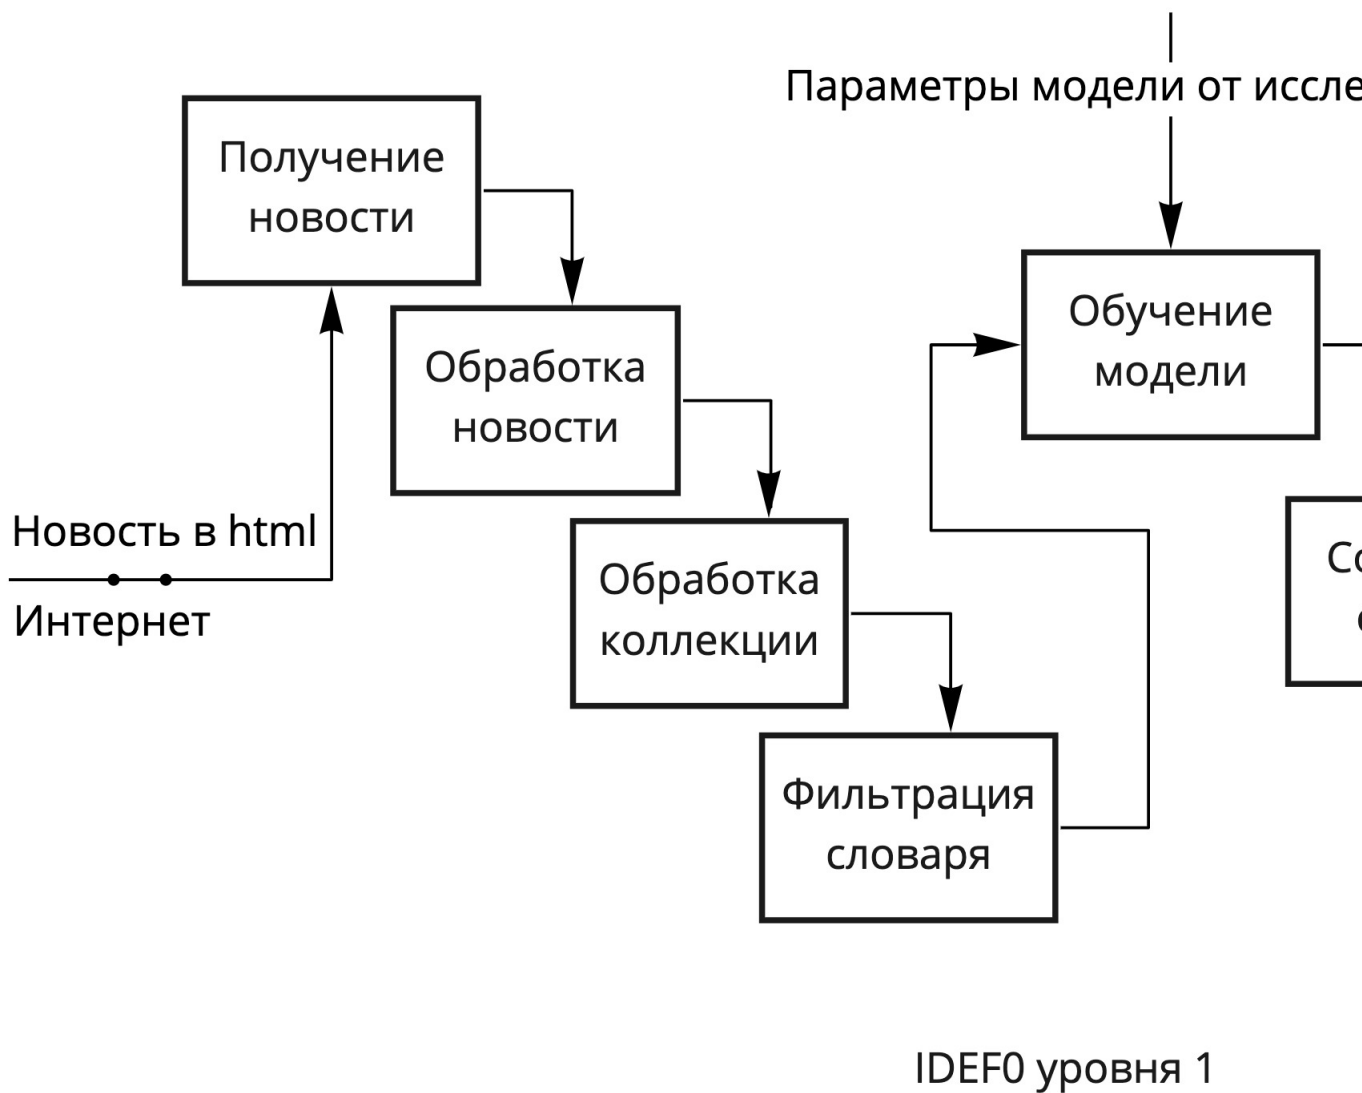 Параметры модели от иссле
Получение
новости
Обработка
новости
Обучение
модели
Новость в html
Интернет
Обработка
коллекции
Фильтрация
словаря
IDEF0 уровня 1